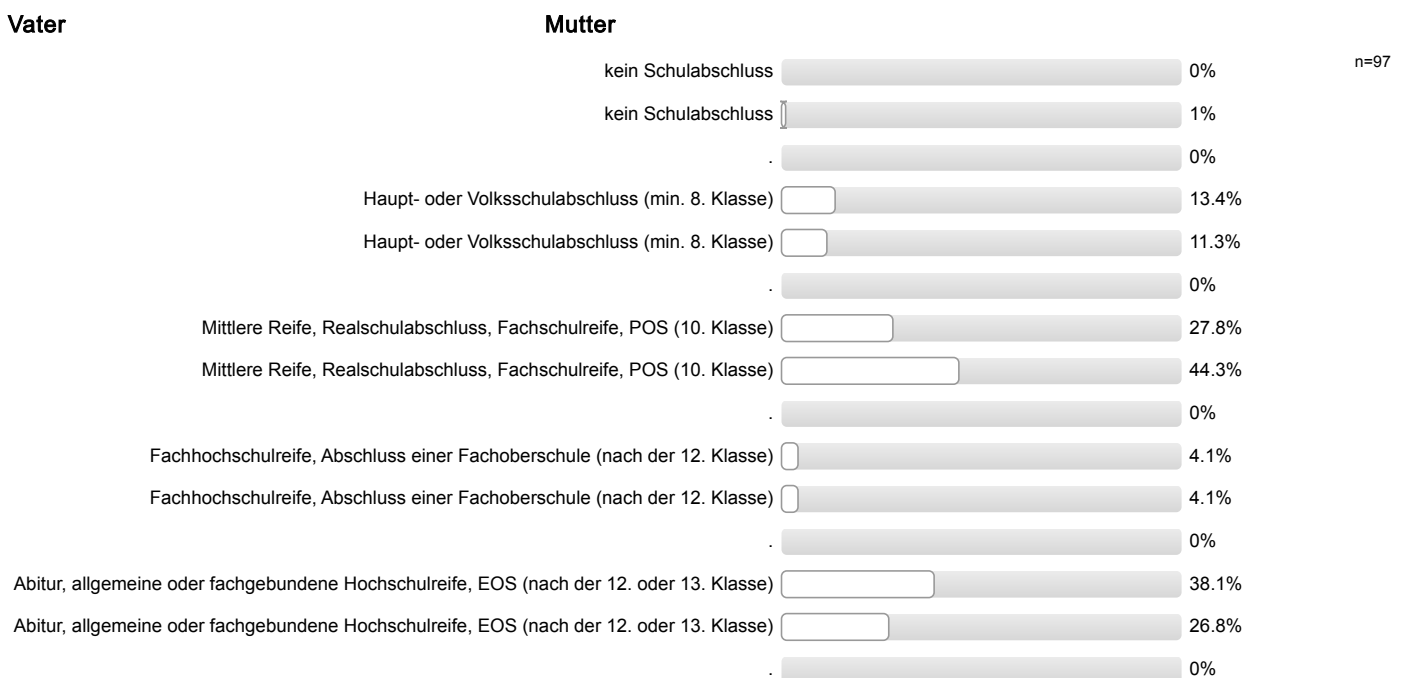 Vater Mutter
n=97
kein Schulabschluss 0%
kein Schulabschluss 1%
. 0%
Haupt- oder Volksschulabschluss (min. 8. Klasse) 13.4%
Haupt- oder Volksschulabschluss (min. 8. Klasse) 11.3%
. 0%
Mittlere Reife, Realschulabschluss, Fachschulreife, POS (10. Klasse) 27.8%
Mittlere Reife, Realschulabschluss, Fachschulreife, POS (10. Klasse) 44.3%
. 0%
Fachhochschulreife, Abschluss einer Fachoberschule (nach der 12. Klasse) 4.1%
Fachhochschulreife, Abschluss einer Fachoberschule (nach der 12. Klasse) 4.1%
. 0%
Abitur, allgemeine oder fachgebundene Hochschulreife, EOS (nach der 12. oder 13. Klasse) 38.1%
Abitur, allgemeine oder fachgebundene Hochschulreife, EOS (nach der 12. oder 13. Klasse) 26.8%
. 0%